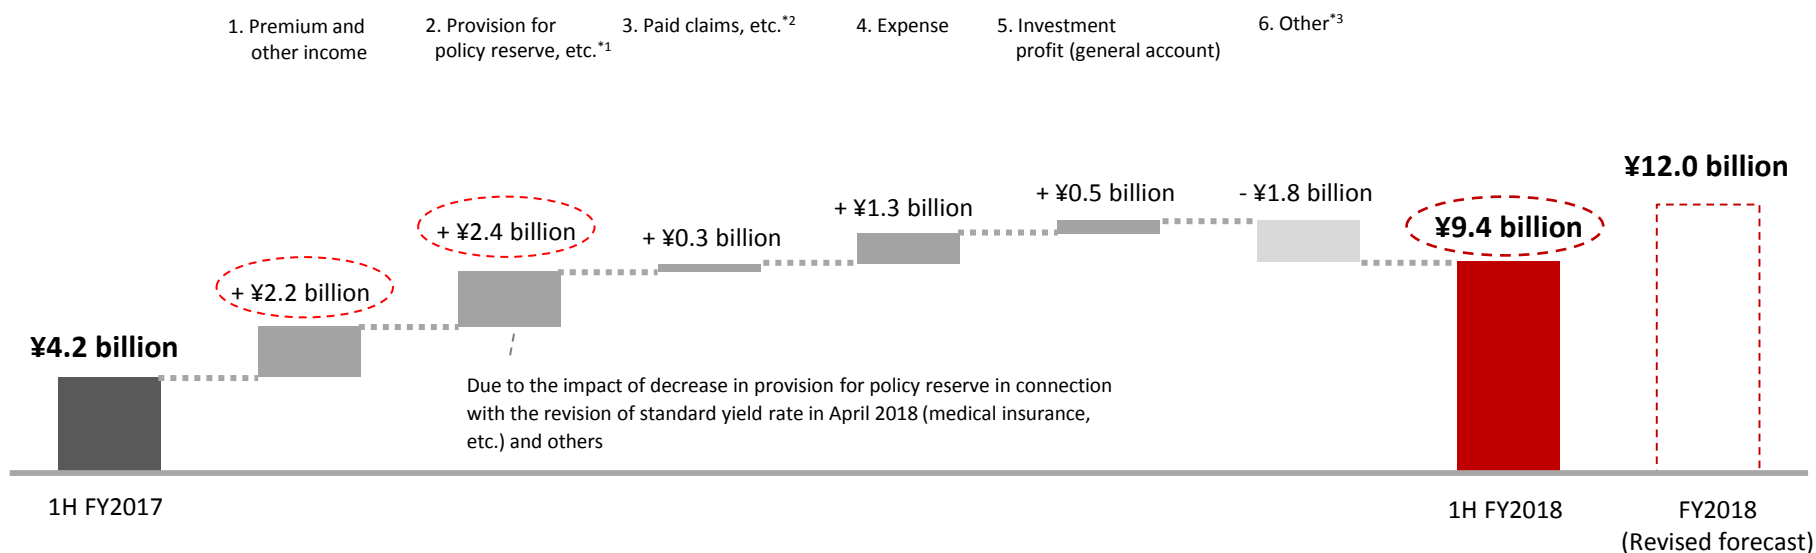 1. Premium and
other income
2. Provision for
policy reserve, etc.*1
3. Paid claims, etc.*2
4. Expense
5. Investment
profit (general account)
6. Other*3
¥4.2 billion
+ ¥2.2 billion
+ ¥2.4 billion
+ ¥0.3 billion
+ ¥1.3 billion
+ ¥0.5 billion
- ¥1.8 billion
¥9.4 billion
¥12.0 billion
Due to the impact of decrease in provision for policy reserve in connection
with the revision of standard yield rate in April 2018 (medical insurance,
etc.) and others
1H FY2017
1H FY2018
FY2018
(Revised forecast)